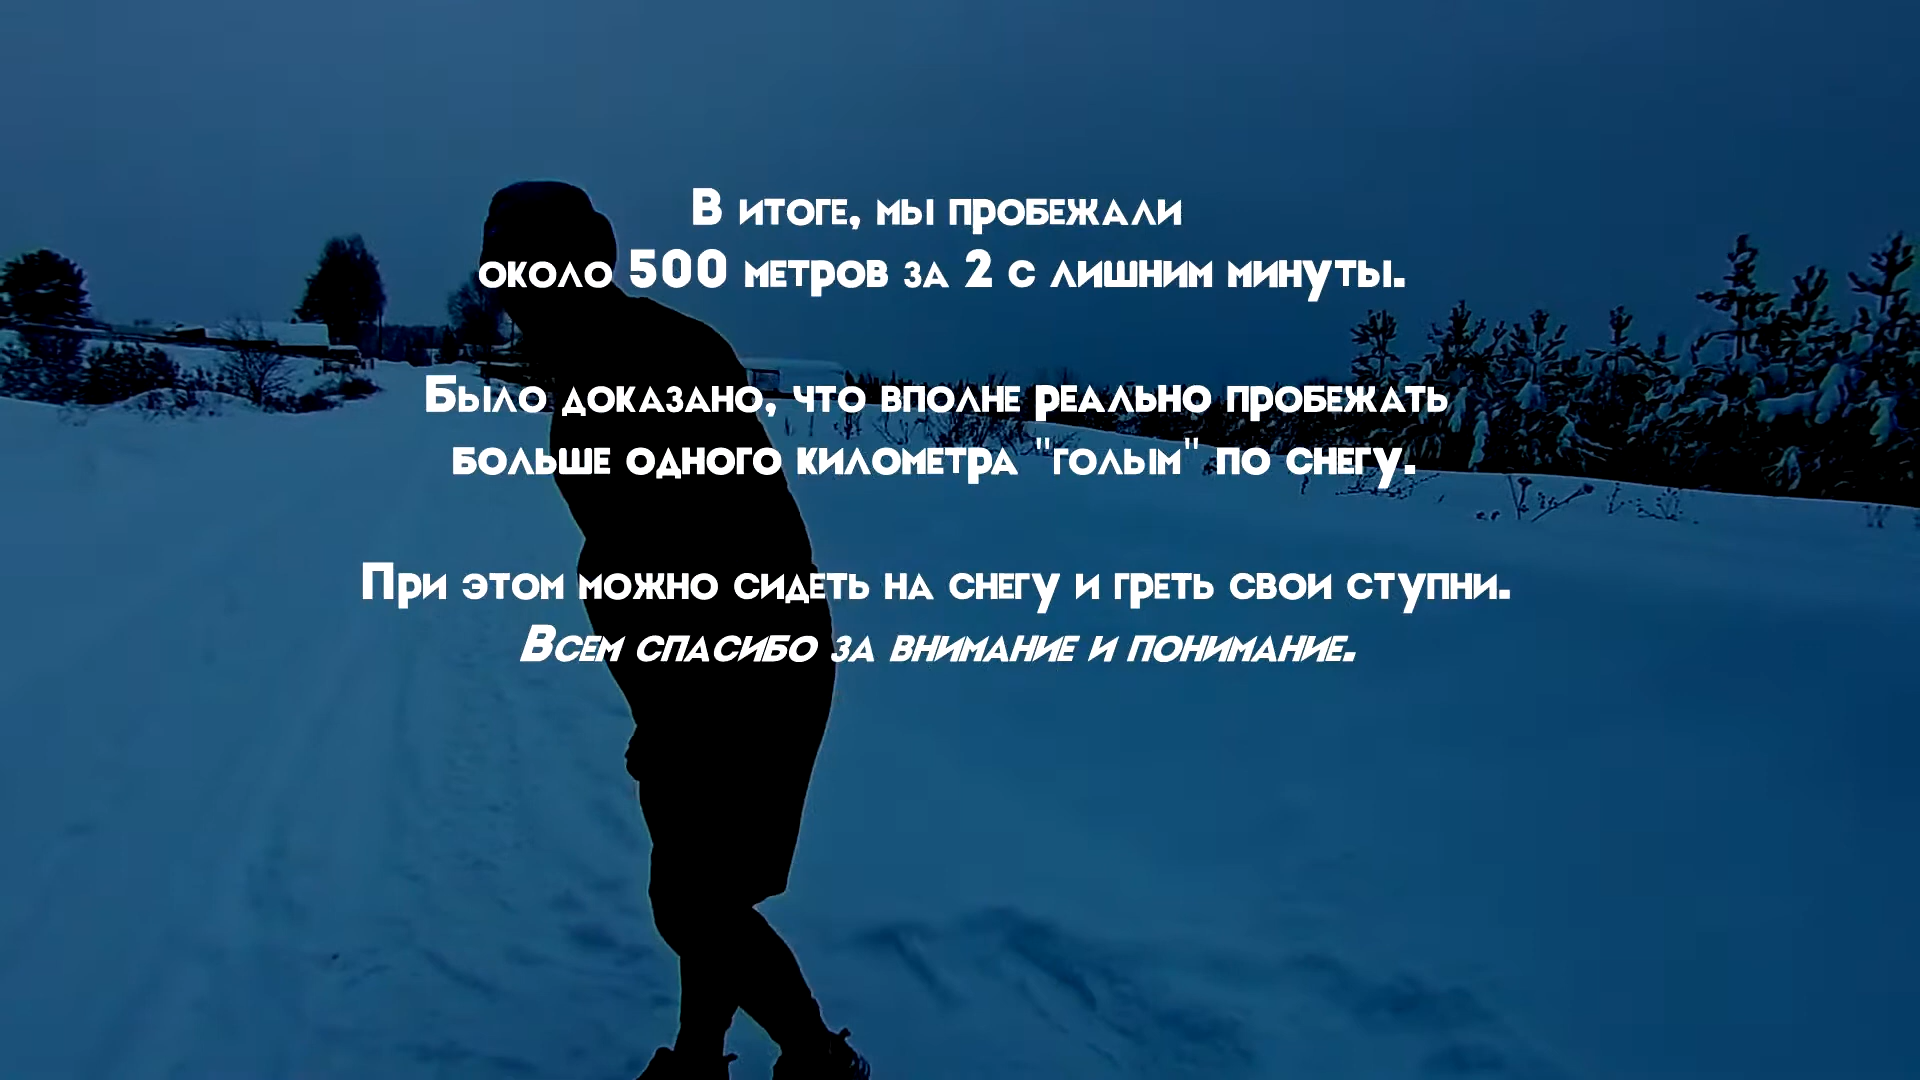 В итоге, мы пробежали
около 500 метров за 2 с лишним минуты.
Было доказано, что вполне реально пробежать
больше одного километра "голым" по снегу.
При этом можно сидеть на снегу и греть свои ступни.
Всем спасибо за внимание и понимание.